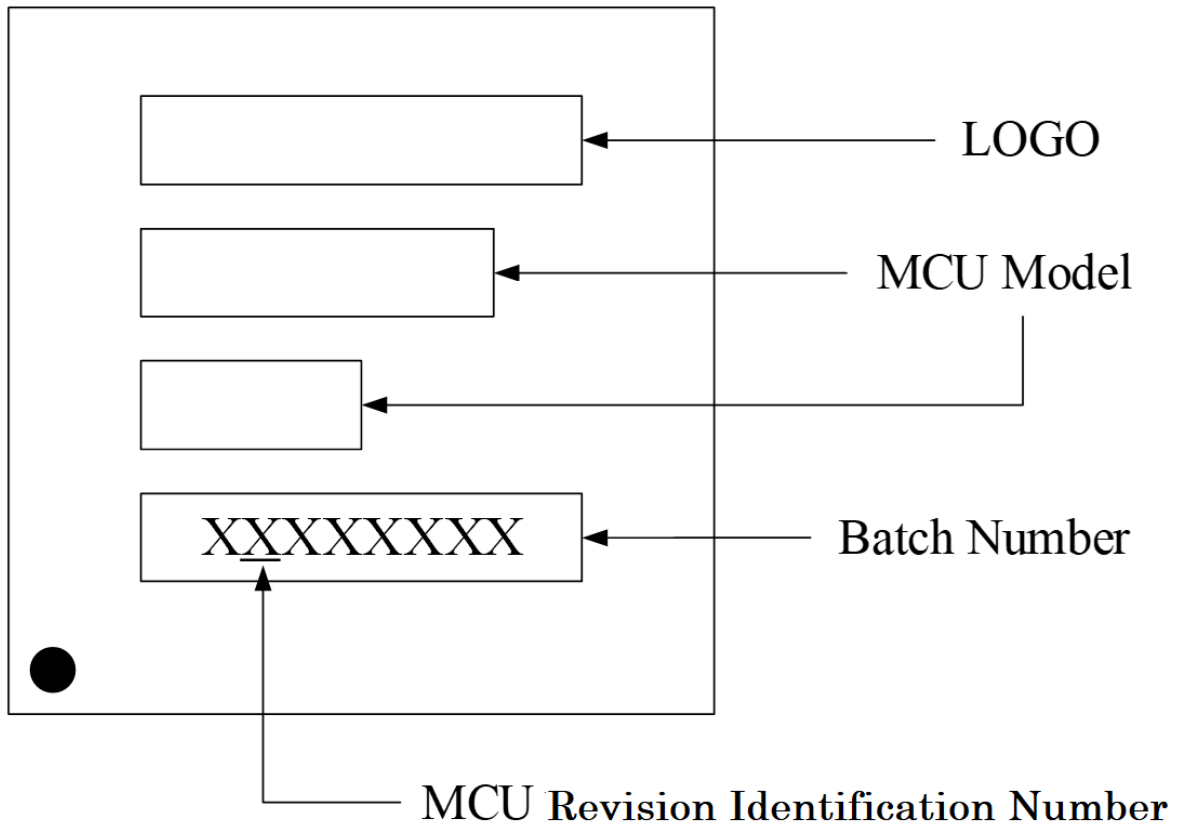 LOGO
MCU Model
XXXXXXXX
Batch Number
MCU Revision Identification Number